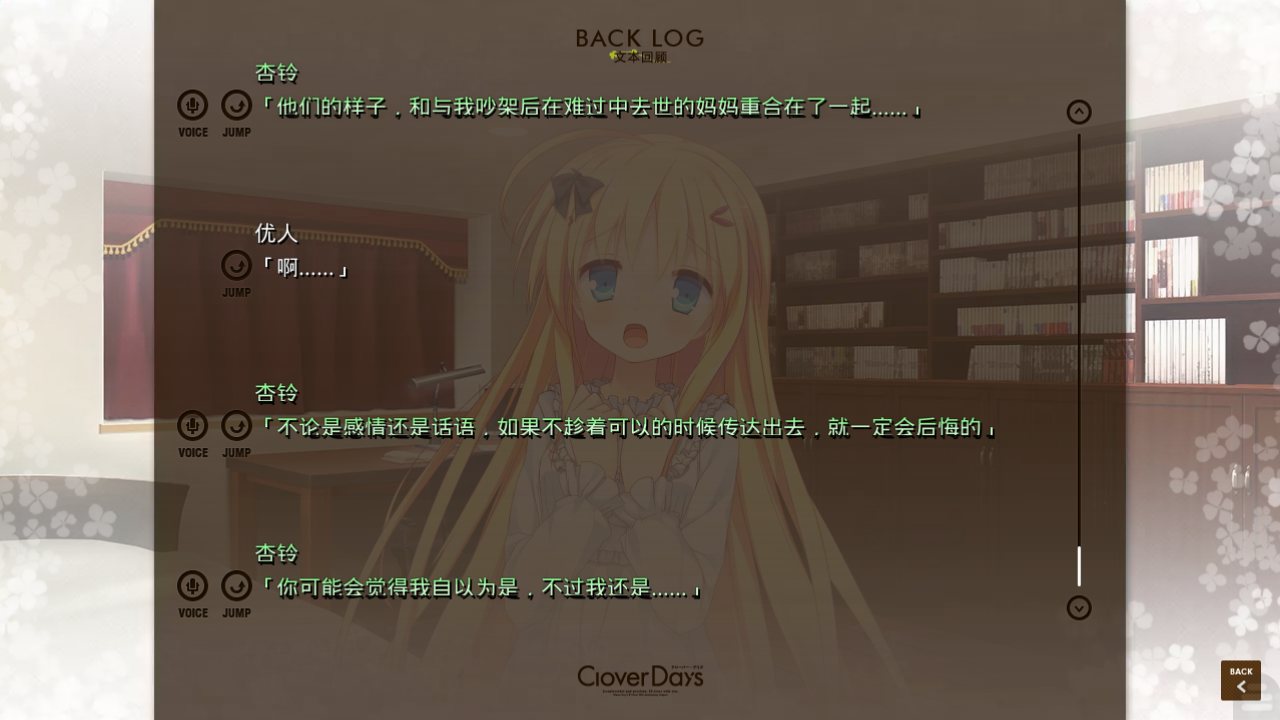 BACK LOG
文本回顾
杏铃
「他们的样子，和与我吵架后在难过中去世的妈妈重合在了一起……」
VOICE JUMP
优人
「啊……」
JUMP
杏铃
「不论是感情还是话语，如果不趁着可以的时候传达出去，就一定会后悔的」
VOICE JUMP
杏铃
「你可能会觉得我自以为是，不过我还是……」
VOICE JUMP
CloverDays
BACK